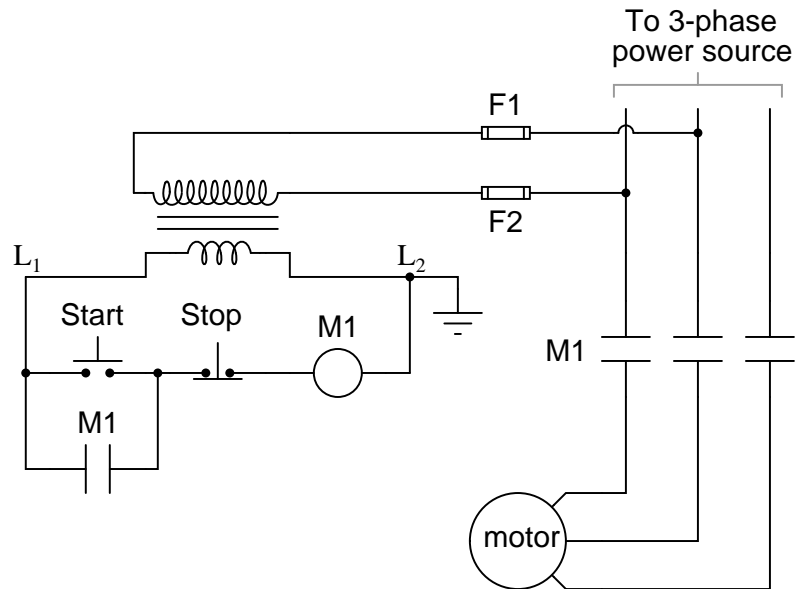 To 3-phase
power source
F1
F2
L1
L2
Start
Stop
M1
M1
M1
motor